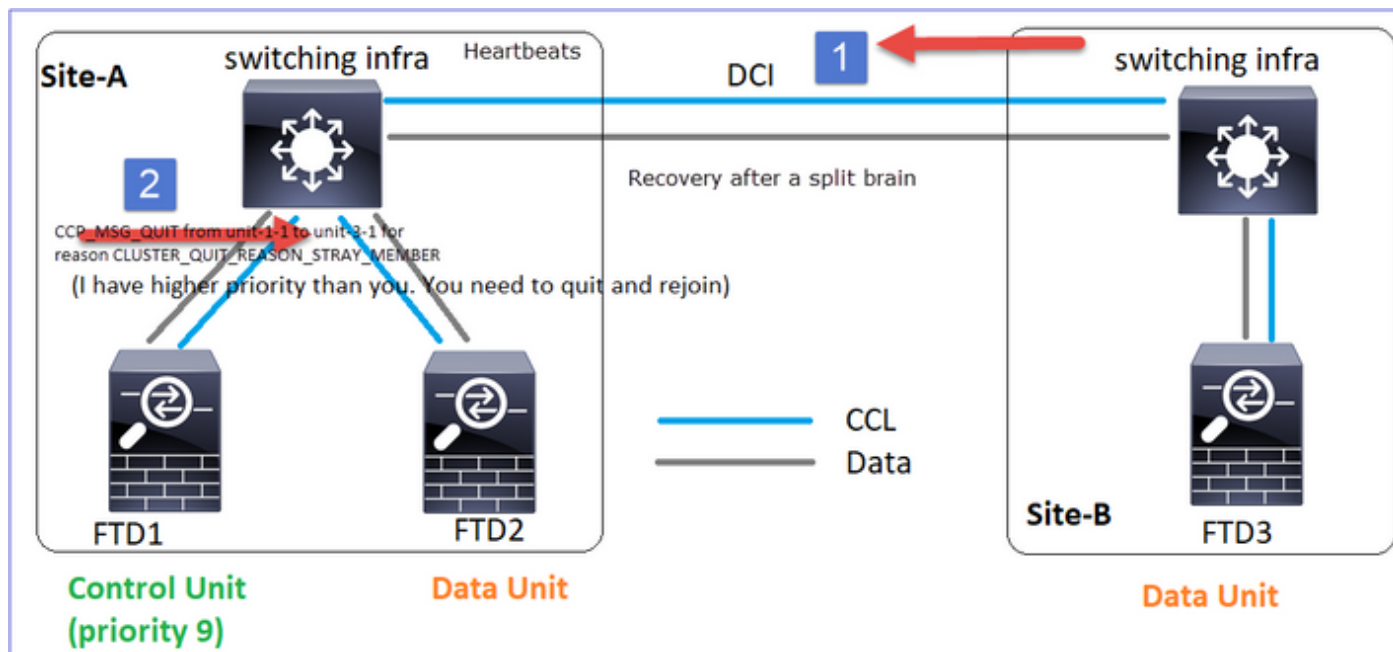 Heartbeats
1
switching infra
switching infra
Site-A
DCI
2
Recovery after a split brain
CCP_MSG_QUIT from unit-1-1 to unit-3-1 for
reason CLUSTER_QUIT_REASON_STRAY_MEMBER
(I have higher priority than you. You need to quit and rejoin)
CCL
Data
Site-B
FTD1
FTD2
FTD3
Control Unit
(priority 9)
Data Unit
Data Unit